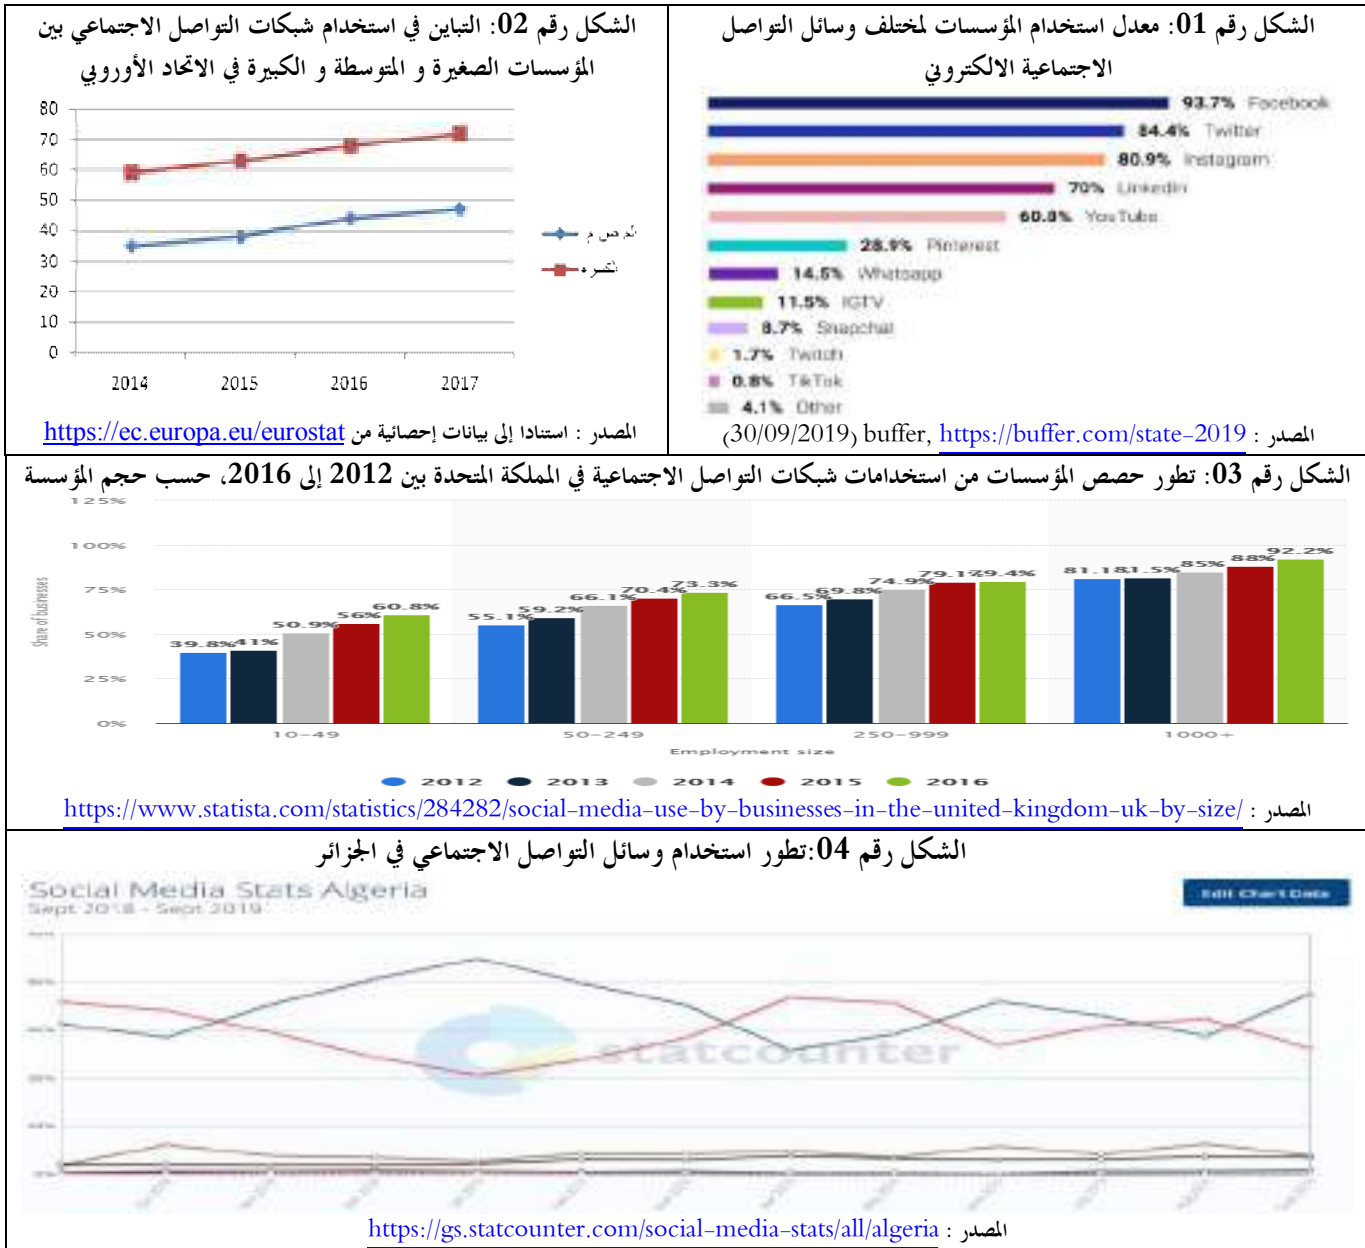 الشكل رقم 01: معدل استخدام المؤسسات لمختلف وسائل التواصل
الاجتماعية الالكتروني
93.7% Facebook
84.4% Twitter
80.9% Instagram
70% LinkedIn
60.8% YouTube
28.9% Pinterest
14.5% Whatsapp
11.5% IGTV
8.7% Snapchat
1.7% Twitch
0.8% TikTok
4.1% Other
المصدر : buffer, https://buffer.com/state-2019 (30/09/2019)
الشكل رقم 02: التباين في استخدام شبكات التواصل الاجتماعي بين
المؤسسات الصغيرة و المتوسطة و الكبيرة في الاتحاد الأوروبي
80
70
60
50
40
30
20
10
0
2014 2015 2016 2017
المصدر : استنادا إلى بيانات إحصائية من https://ec.europa.eu/eurostat
الشكل رقم 03: تطور حصص المؤسسات من استخدامات شبكات التواصل الاجتماعية في المملكة المتحدة بين 2012 إلى 2016، حسب حجم المؤسسة
Share of businesses
125%
100%
75%
50%
25%
0%
39.8% 41% 50.9% 56% 60.8%
55.1% 59.2% 66.1% 70.4% 73.3%
66.5% 69.8% 74.9% 79.1% 79.4%
81.1% 81.5% 85% 88% 92.2%
10-49 50-249 250-999 1000+
Employment size
2012 2013 2014 2015 2016
المصدر : https://www.statista.com/statistics/284282/social-media-use-by-businesses-in-the-united-kingdom-uk-by-size/
الشكل رقم 04:تطور استخدام وسائل التواصل الاجتماعي في الجزائر
Social Media Stats Algeria
Sept 2018 - Sept 2019
Edit Chart Data
statcounter
المصدر : https://gs.statcounter.com/social-media-stats/all/algeria